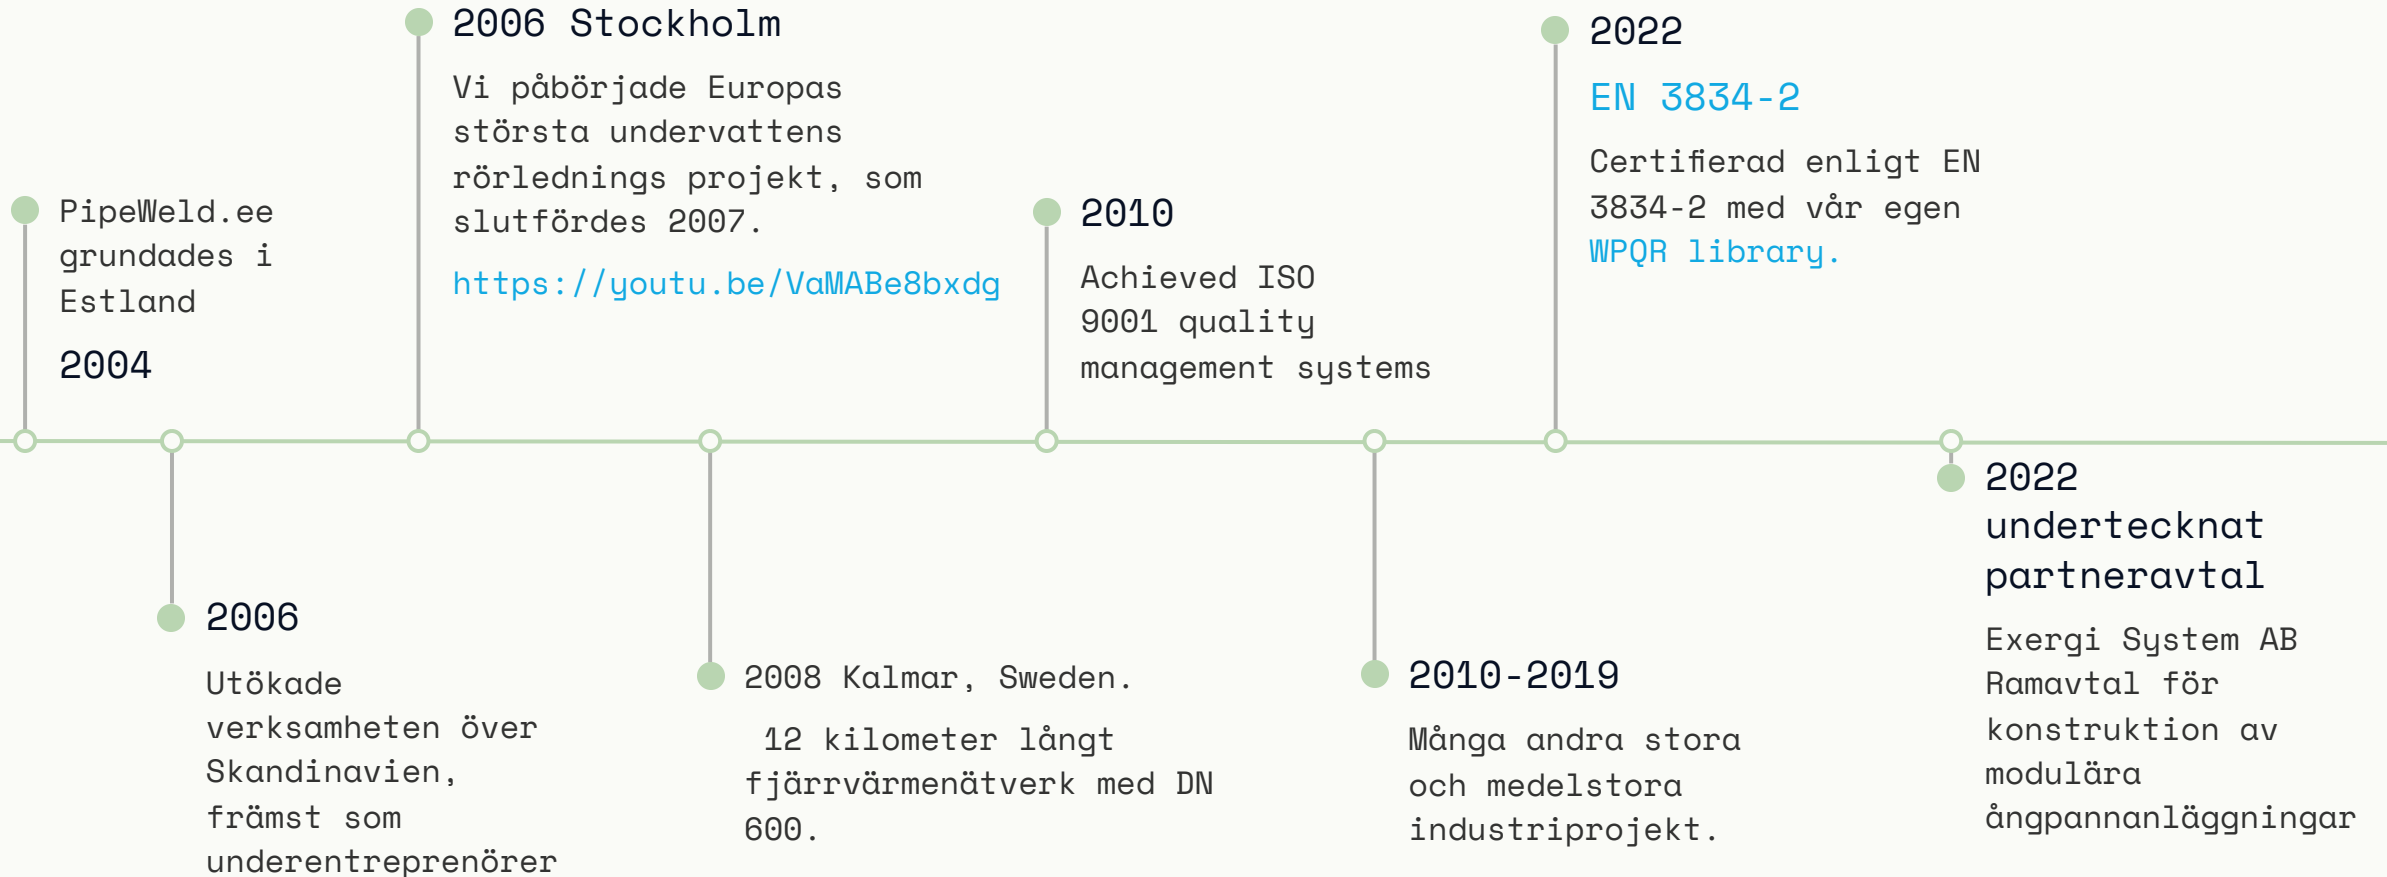 PipeWeld.ee
grundades i
Estland
2004
2006
Utökade
verksamheten över
Skandinavien,
främst som
underentreprenörer
2006 Stockholm
Vi påbörjade Europas
största undervattens
rörlednings projekt, som
slutfördes 2007.
https://youtu.be/VaMABe8bxdg
2008 Kalmar, Sweden.
12 kilometer långt
fjärrvärmenätverk med DN
600.
2010
Achieved ISO
9001 quality
management systems
2010-2019
Många andra stora
och medelstora
industriprojekt.
2022
EN 3834-2
Certifierad enligt EN
3834-2 med vår egen
WPQR library.
2022
undertecknat
partneravtal
Exergi System AB
Ramavtal för
konstruktion av
modulära
ångpannanläggningar